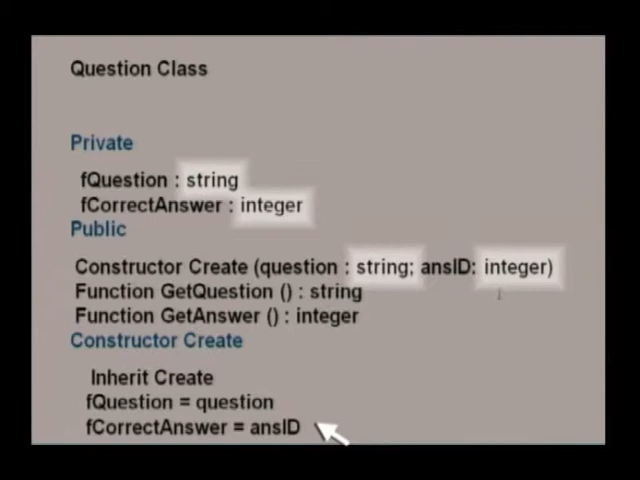 Question Class
Private
fQuestion : string
fCorrectAnswer : integer
Public
Constructor Create (question : string; ansID: integer)
Function GetQuestion () : string
Function GetAnswer () : integer
Constructor Create
Inherit Create
fQuestion = question
fCorrectAnswer = ansID